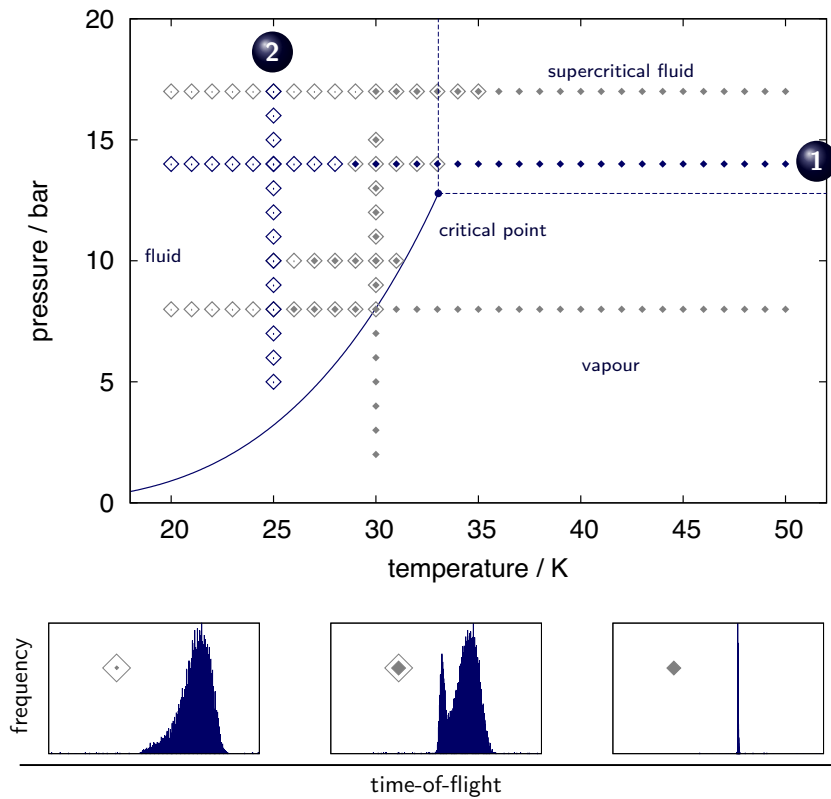 20
2
supercritical fluid
15
1
critical point
pressure / bar
fluid
10
vapour
5
0
20 25 30 35 40 45 50
temperature / K
frequency
time-of-flight